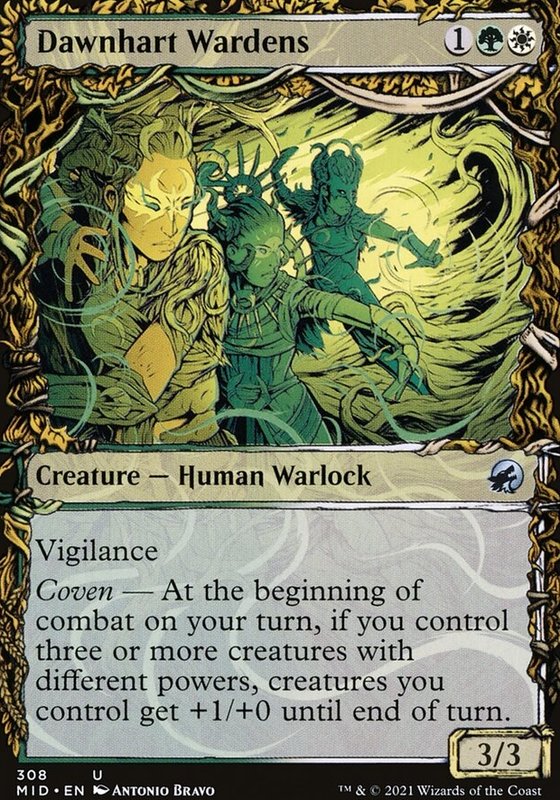 Dawnhart Wardens 1
Creature — Human Warlock
Vigilance
Coven — At the beginning of
combat on your turn, if you control
three or more creatures with
different powers, creatures you
control get +1/+0 until end of turn.
3/3
308 U
MID • EN Antonio Bravo
™ & © 2021 Wizards of the Coast